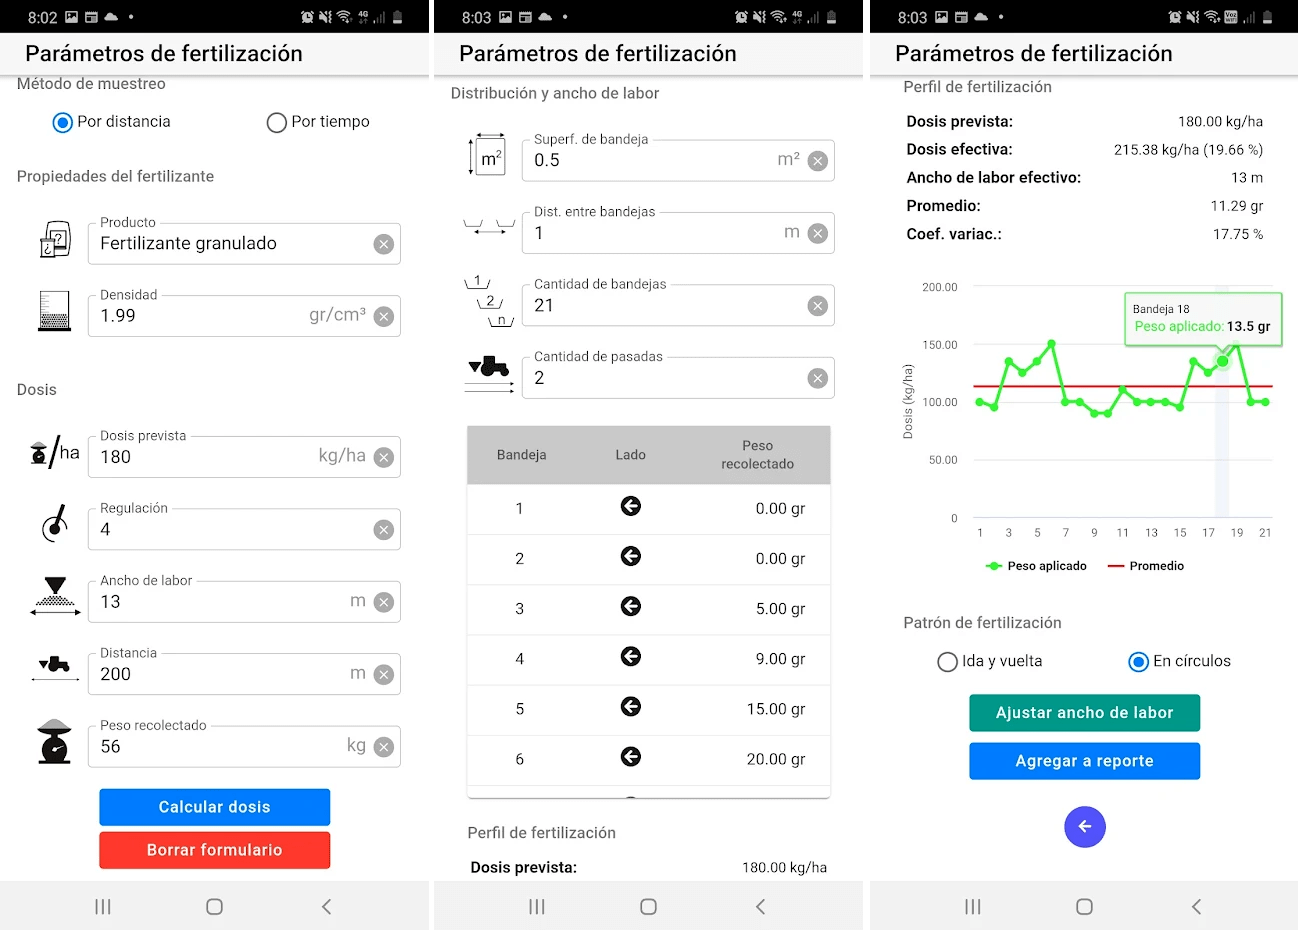 8:02
4G
Parámetros de fertilización
Método de muestreo
Por distancia
Por tiempo
Propiedades del fertilizante
Producto
Fertilizante granulado
Densidad
1.99 gr/cm³
Dosis
/ha
Dosis prevista
180 kg/ha
Regulación
4
Ancho de labor
13 m
Distancia
200 m
Peso recolectado
56 kg
Calcular dosis
Borrar formulario
8:03
4G
Parámetros de fertilización
Distribución y ancho de labor
m²
Superf. de bandeja
0.5 m²
Dist. entre bandejas
1 m
1
2
n
Cantidad de bandejas
21
Cantidad de pasadas
2
Bandeja Lado Peso recolectado
1 0.00 gr
2 0.00 gr
3 5.00 gr
4 9.00 gr
5 15.00 gr
6 20.00 gr
Perfil de fertilización
Dosis prevista: 180.00 kg/ha
8:03
Parámetros de fertilización
Perfil de fertilización
Dosis prevista: 180.00 kg/ha
Dosis efectiva: 215.38 kg/ha (19.66 %)
Ancho de labor efectivo: 13 m
Promedio: 11.29 gr
Coef. variac.: 17.75 %
Dosis (kg/ha)
200.00
150.00
100.00
50.00
0
Bandeja 18
Peso aplicado: 13.5 gr
1 3 5 7 9 11 13 15 17 19 21
Peso aplicado Promedio
Patrón de fertilización
Ida y vuelta
En círculos
Ajustar ancho de labor
Agregar a reporte